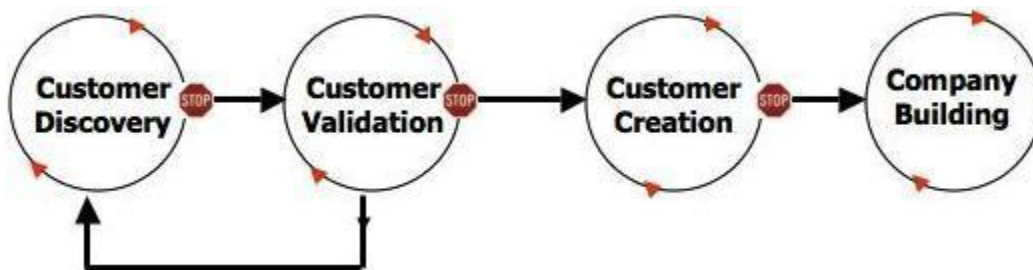 Customer
Discovery
STOP
Customer
Validation
STOP
Customer
Creation
STOP
Company
Building